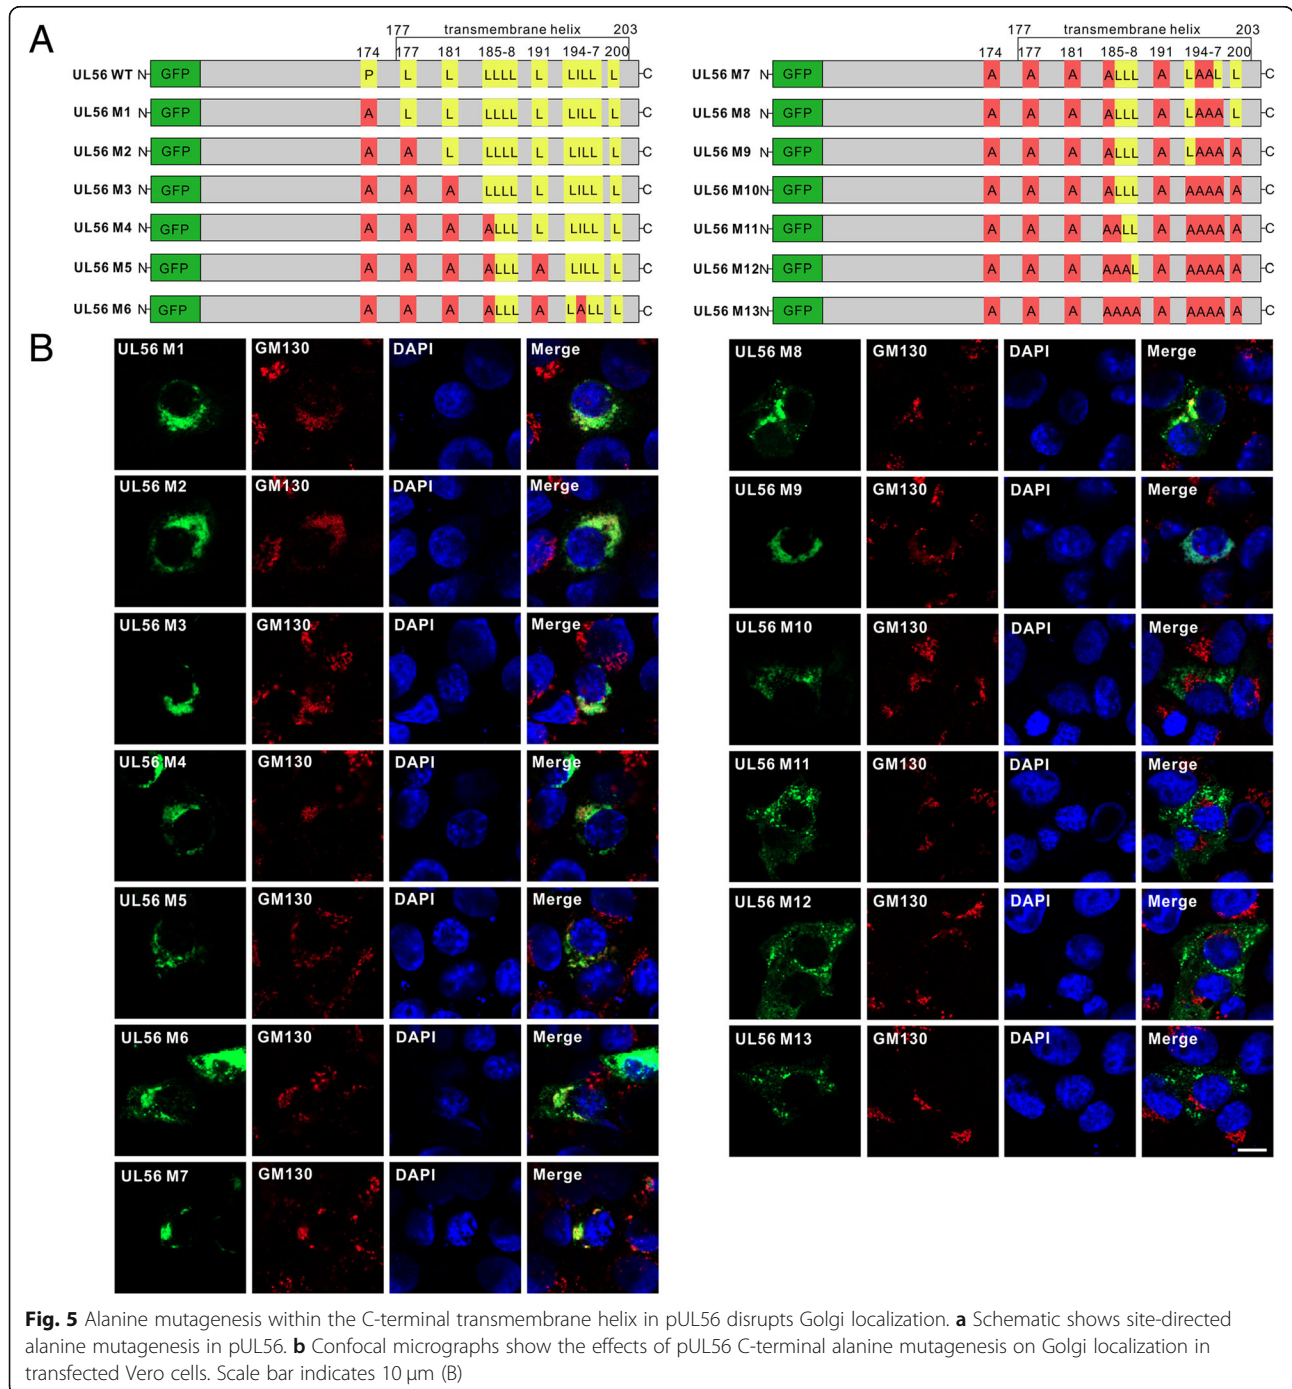 A
177 transmembrane helix 203
174 177 181 185-8 191 194-7 200
UL56 WT N GFP P L L LLLL L LILL L C
UL56 M1 N GFP A L L LLLL L LILL L C
UL56 M2 N GFP A A L LLLL L LILL L C
UL56 M3 N GFP A A A LLLL L LILL L C
UL56 M4 N GFP A A A ALLL L LILL L C
UL56 M5 N GFP A A A ALLL A LILL L C
UL56 M6 N GFP A A A ALLL A LALL L C
177 transmembrane helix 203
174 177 181 185-8 191 194-7 200
UL56 M7 N GFP A A A ALLL A LAAL L C
UL56 M8 N GFP A A A ALLL A LAAA L C
UL56 M9 N GFP A A A ALLL A LAAA A C
UL56 M10 N GFP A A A ALLL A AAAA A C
UL56 M11 N GFP A A A AALL A AAAA A C
UL56 M12 N GFP A A A AAAL A AAAA A C
UL56 M13 N GFP A A A AAAA A AAAA A C
B
UL56 M1 GM130 DAPI Merge
UL56 M2 GM130 DAPI Merge
UL56 M3 GM130 DAPI Merge
UL56 M4 GM130 DAPI Merge
UL56 M5 GM130 DAPI Merge
UL56 M6 GM130 DAPI Merge
UL56 M7 GM130 DAPI Merge
UL56 M8 GM130 DAPI Merge
UL56 M9 GM130 DAPI Merge
UL56 M10 GM130 DAPI Merge
UL56 M11 GM130 DAPI Merge
UL56 M12 GM130 DAPI Merge
UL56 M13 GM130 DAPI Merge
Fig. 5 Alanine mutagenesis within the C-terminal transmembrane helix in pUL56 disrupts Golgi localization. a Schematic shows site-directed
alanine mutagenesis in pUL56. b Confocal micrographs show the effects of pUL56 C-terminal alanine mutagenesis on Golgi localization in
transfected Vero cells. Scale bar indicates 10 μm (B)